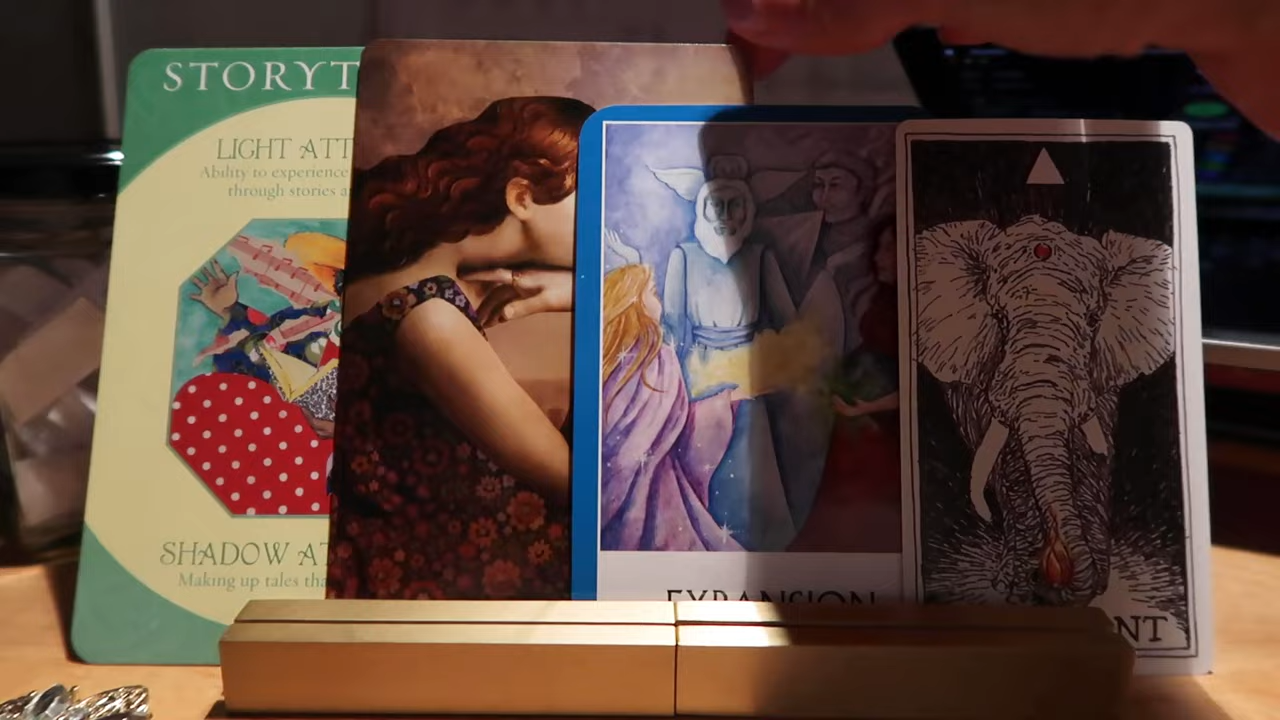 STORYT
LIGHT ATT
Ability to experience
through stories a
SHADOW AT
Making up tales tha
EXPANSION
NT